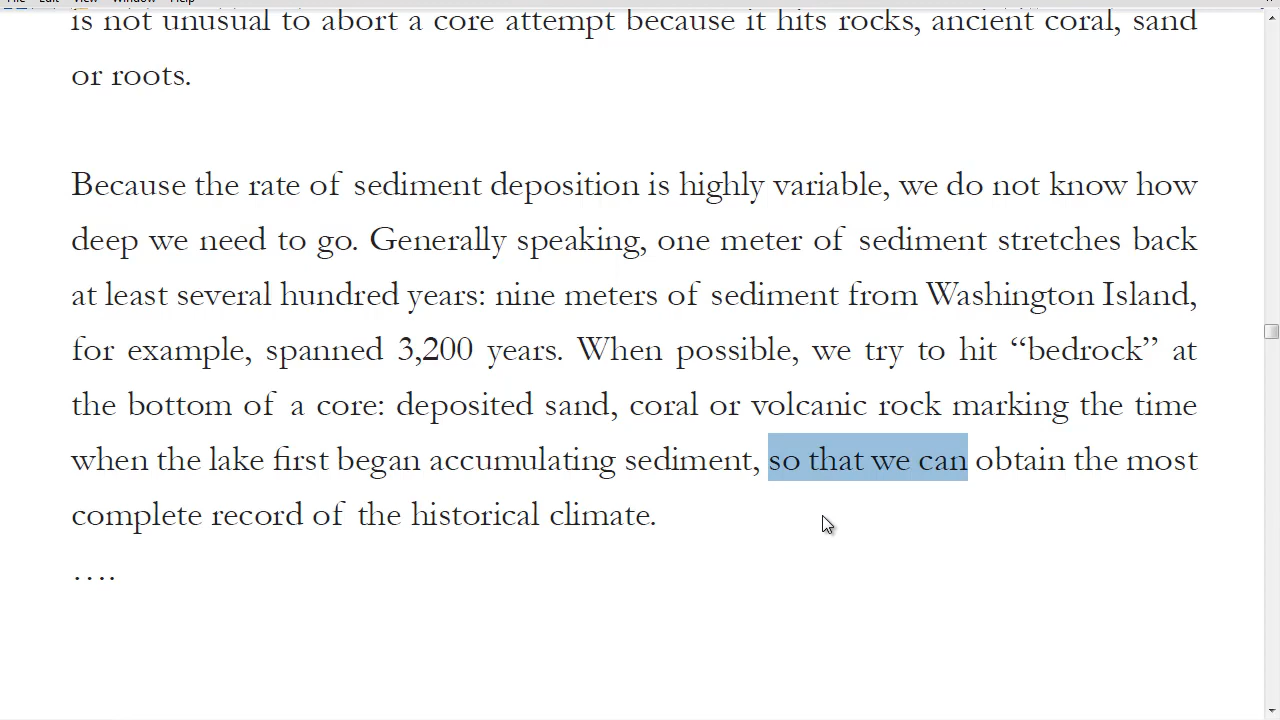 File Edit View Window Help
is not unusual to abort a core attempt because it hits rocks, ancient coral, sand
or roots.
Because the rate of sediment deposition is highly variable, we do not know how
deep we need to go. Generally speaking, one meter of sediment stretches back
at least several hundred years: nine meters of sediment from Washington Island,
for example, spanned 3,200 years. When possible, we try to hit “bedrock” at
the bottom of a core: deposited sand, coral or volcanic rock marking the time
when the lake first began accumulating sediment, so that we can obtain the most
complete record of the historical climate.
….